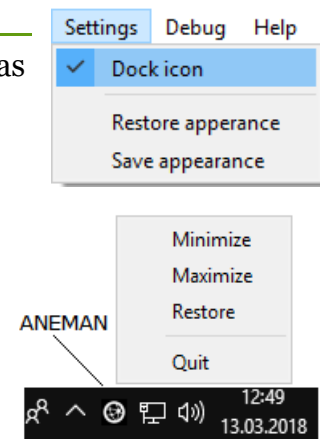 Settings Debug Help
as
Dock icon
Restore apperance
Save appearance
Minimize
Maximize
Restore
ANEMAN
Quit
12:49
13.03.2018